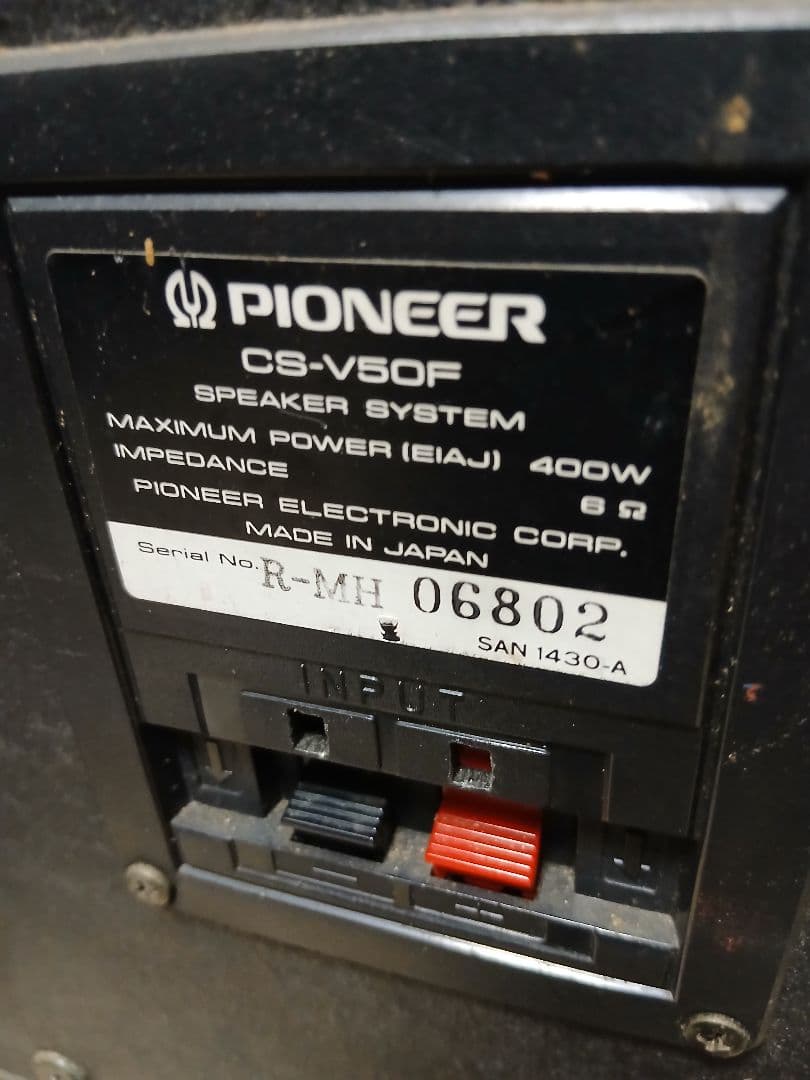 PIONEER
CS-V50F
SPEAKER SYSTEM
MAXIMUM POWER (EIAJ) 400W
IMPEDANCE 6 Ω
PIONEER ELECTRONIC CORP.
MADE IN JAPAN
Serial No. R-MH 06802
SAN 1430-A
INPUT